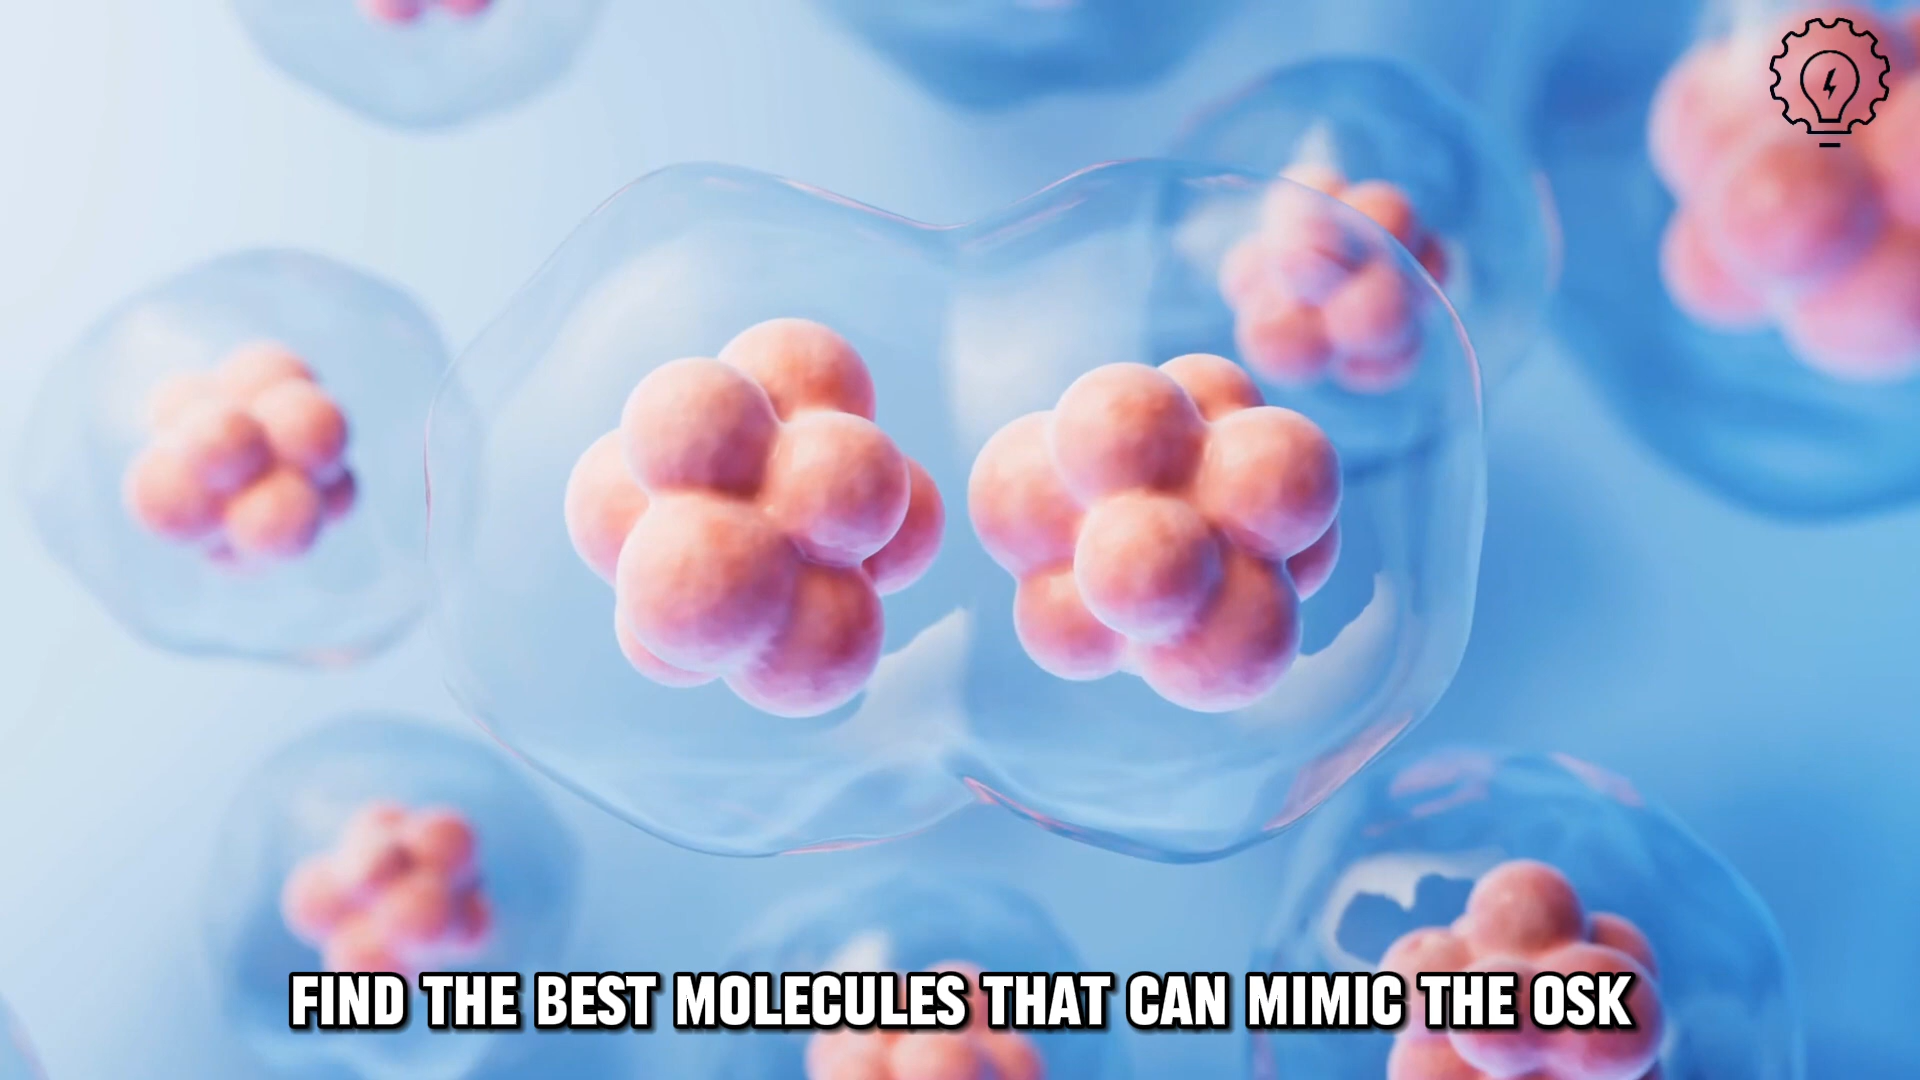 FIND THE BEST MOLECULES THAT CAN MIMIC THE OSK